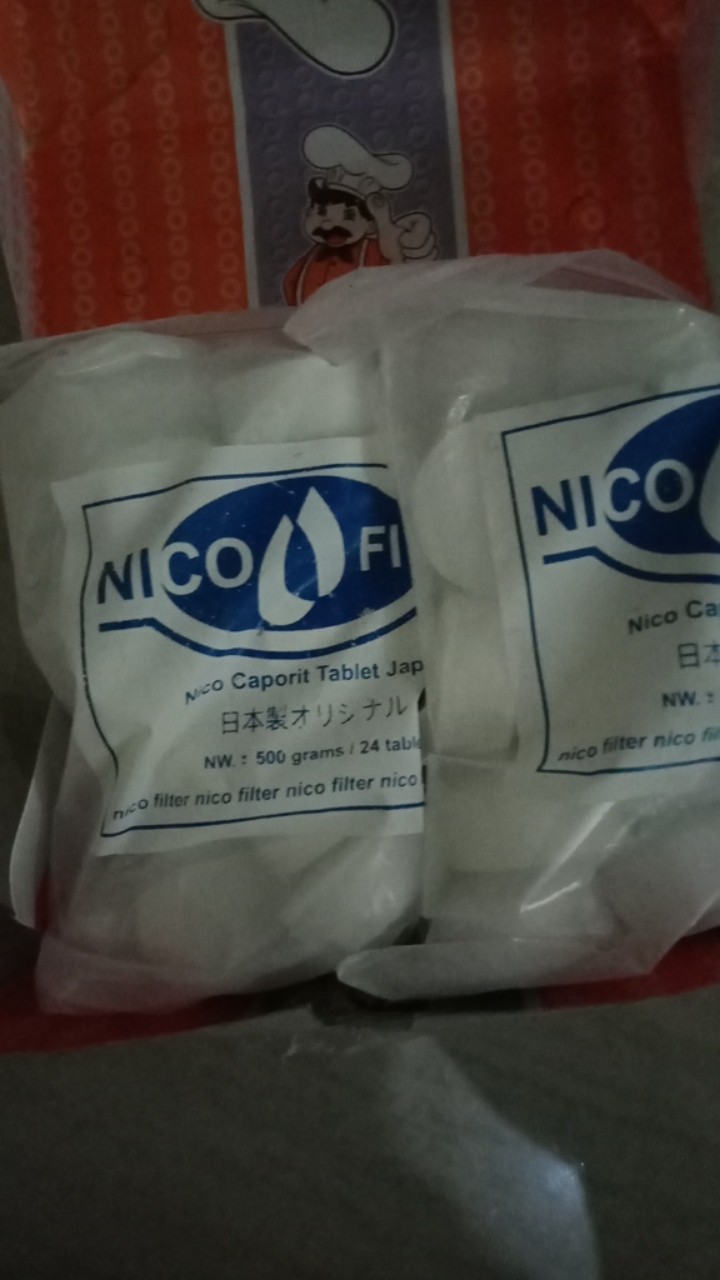 NICO FI
Nico Caporit Tablet Jap
日本製オリシナル
NW. : 500 grams / 24 table
nico filter nico filter nico filter nico
NICO
Nico Ca
日本
NW. :
nico filter nico fil